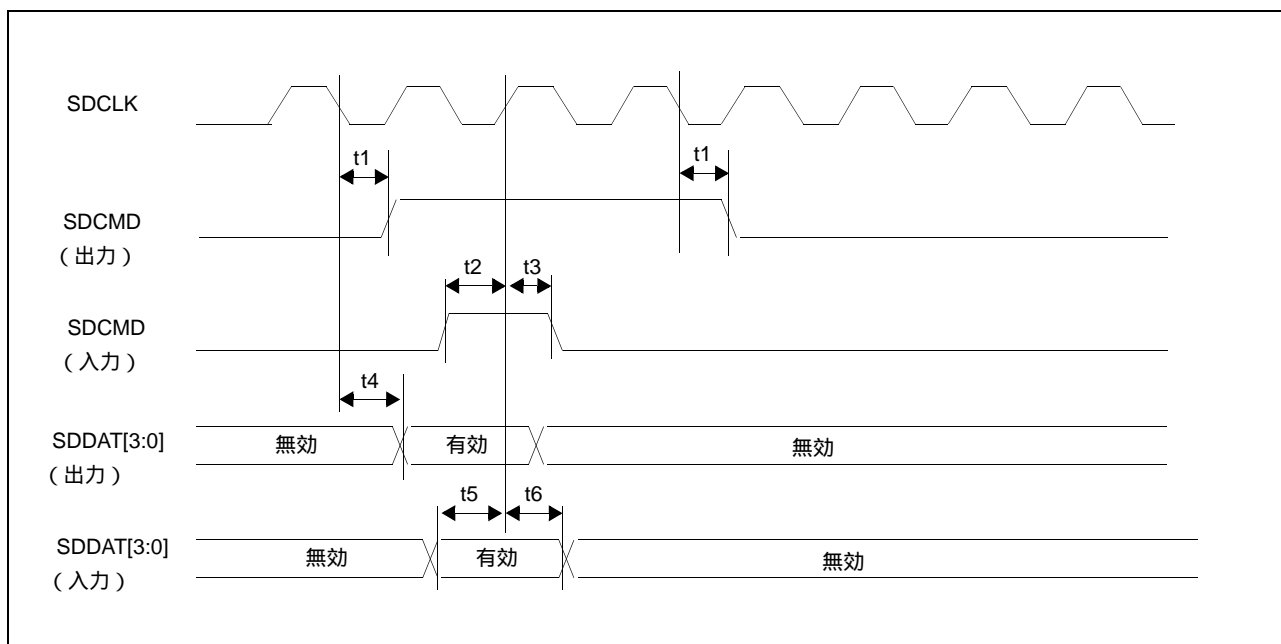 SDCLK
t1
t1
SDCMD
（出力）
t2
t3
SDCMD
（入力）
t4
SDDAT[3:0]
（出力）
無効
有効
無効
t5
t6
SDDAT[3:0]
（入力）
無効
有効
無効